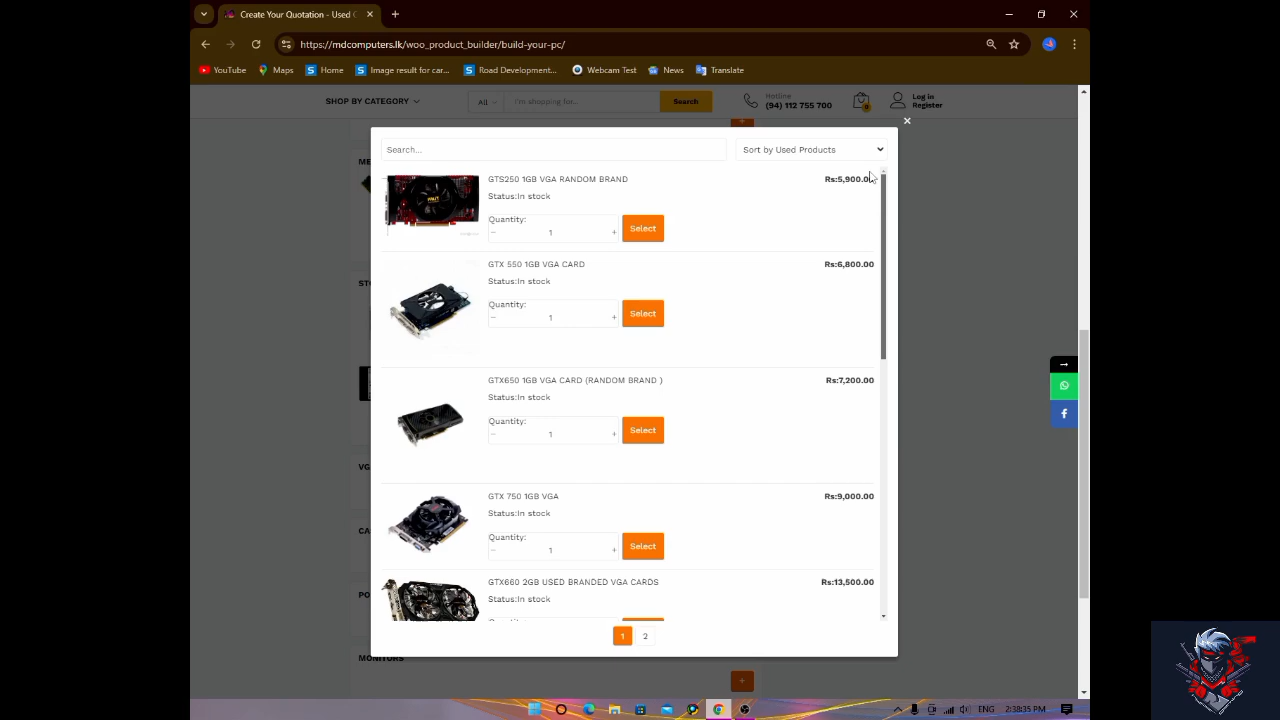 Create Your Quotation - Used
https://mdcomputers.lk/woo_product_builder/build-your-pc/
YouTube
Maps
Home
Image result for car...
Road Development...
Webcam Test
News
Translate
SHOP BY CATEGORY
All
I'm shopping for...
Search
Hotline
(94) 112 755 700
0
Log in
Register
Search...
Sort by Used Products
GTS250 1GB VGA RANDOM BRAND
Rs:5,900.00
Status:In stock
Quantity:
− 1 +
Select
GTX 550 1GB VGA CARD
Rs:6,800.00
Status:In stock
Quantity:
− 1 +
Select
GTX650 1GB VGA CARD (RANDOM BRAND )
Rs:7,200.00
Status:In stock
Quantity:
− 1 +
Select
GTX 750 1GB VGA
Rs:9,000.00
Status:In stock
Quantity:
− 1 +
Select
GTX660 2GB USED BRANDED VGA CARDS
Rs:13,500.00
Status:In stock
1 2
ME
VG
CA
PO
MONITORS
ENG
2:38:35 PM